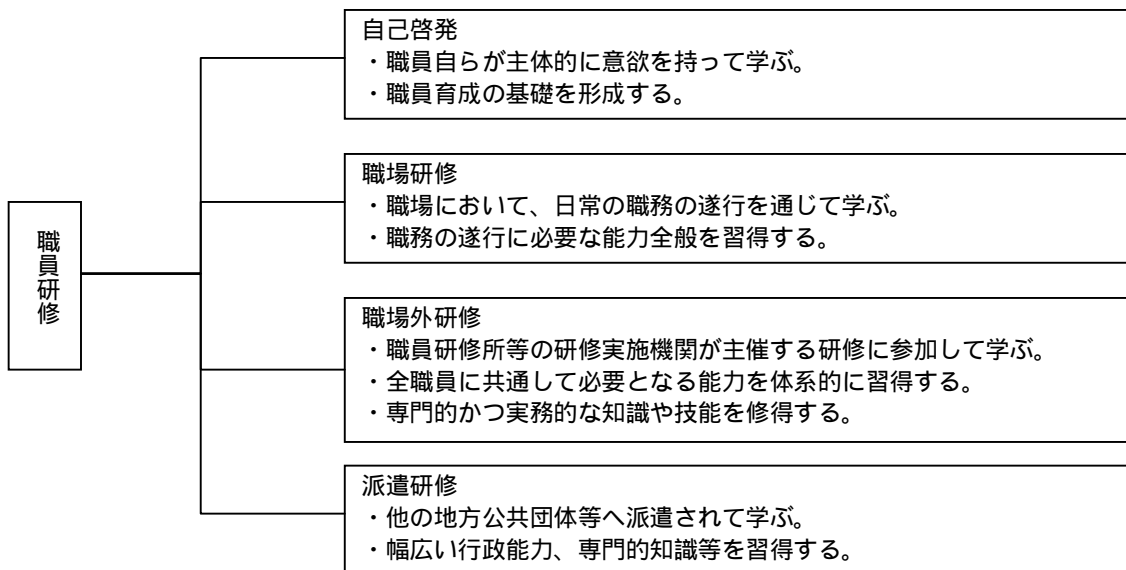 職員研修
自己啓発
・職員自らが主体的に意欲を持って学ぶ。
・職員育成の基礎を形成する。
職場研修
・職場において、日常の職務の遂行を通じて学ぶ。
・職務の遂行に必要な能力全般を習得する。
職場外研修
・職員研修所等の研修実施機関が主催する研修に参加して学ぶ。
・全職員に共通して必要となる能力を体系的に習得する。
・専門的かつ実務的な知識や技能を修得する。
派遣研修
・他の地方公共団体等へ派遣されて学ぶ。
・幅広い行政能力、専門的知識等を習得する。